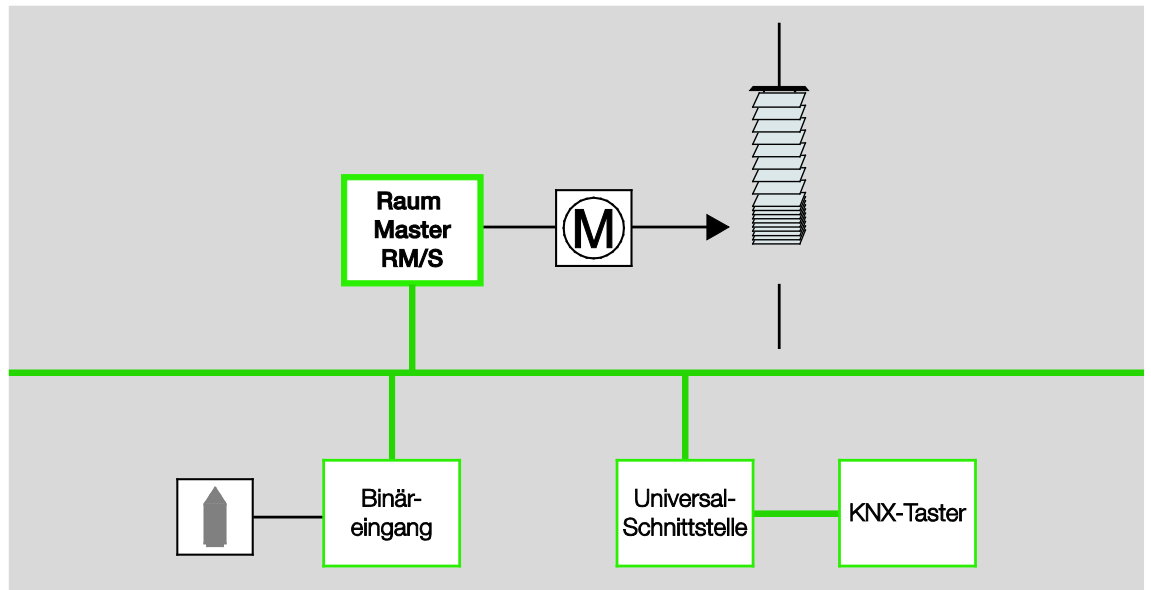 Raum
Master
RM/S
M
Binär-
eingang
Universal-
Schnittstelle
KNX-Taster